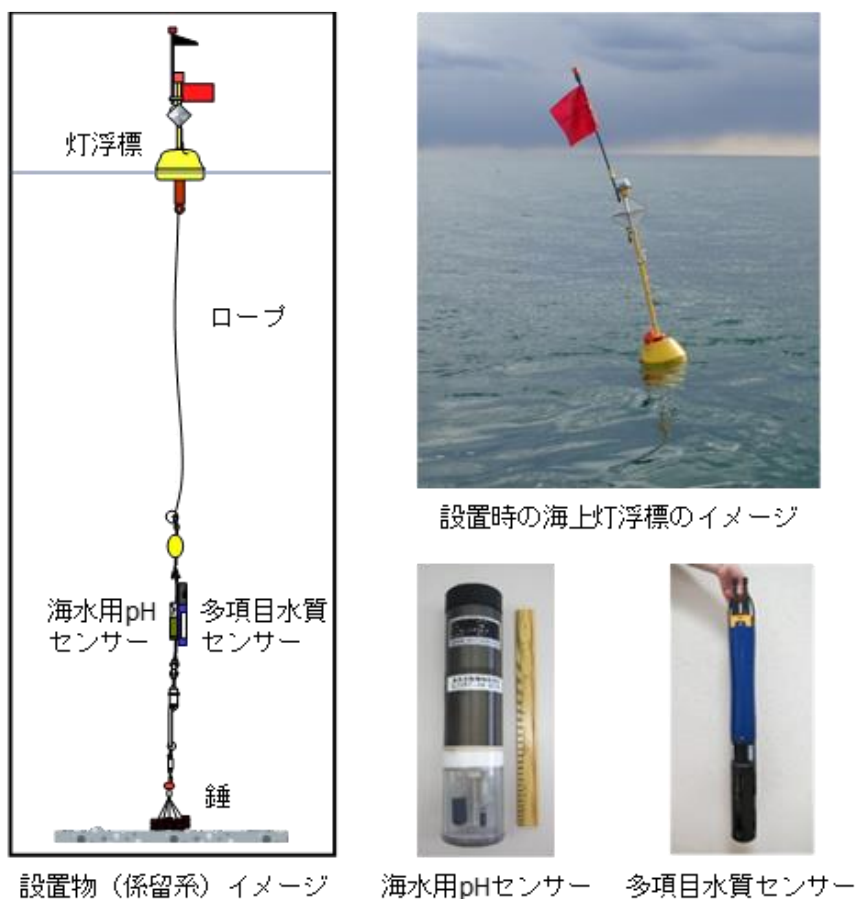 灯浮標
ロープ
海水用pH
センサー
多項目水質
センサー
錘
設置物（係留系）イメージ
設置時の海上灯浮標のイメージ
海水用pHセンサー
多項目水質センサー